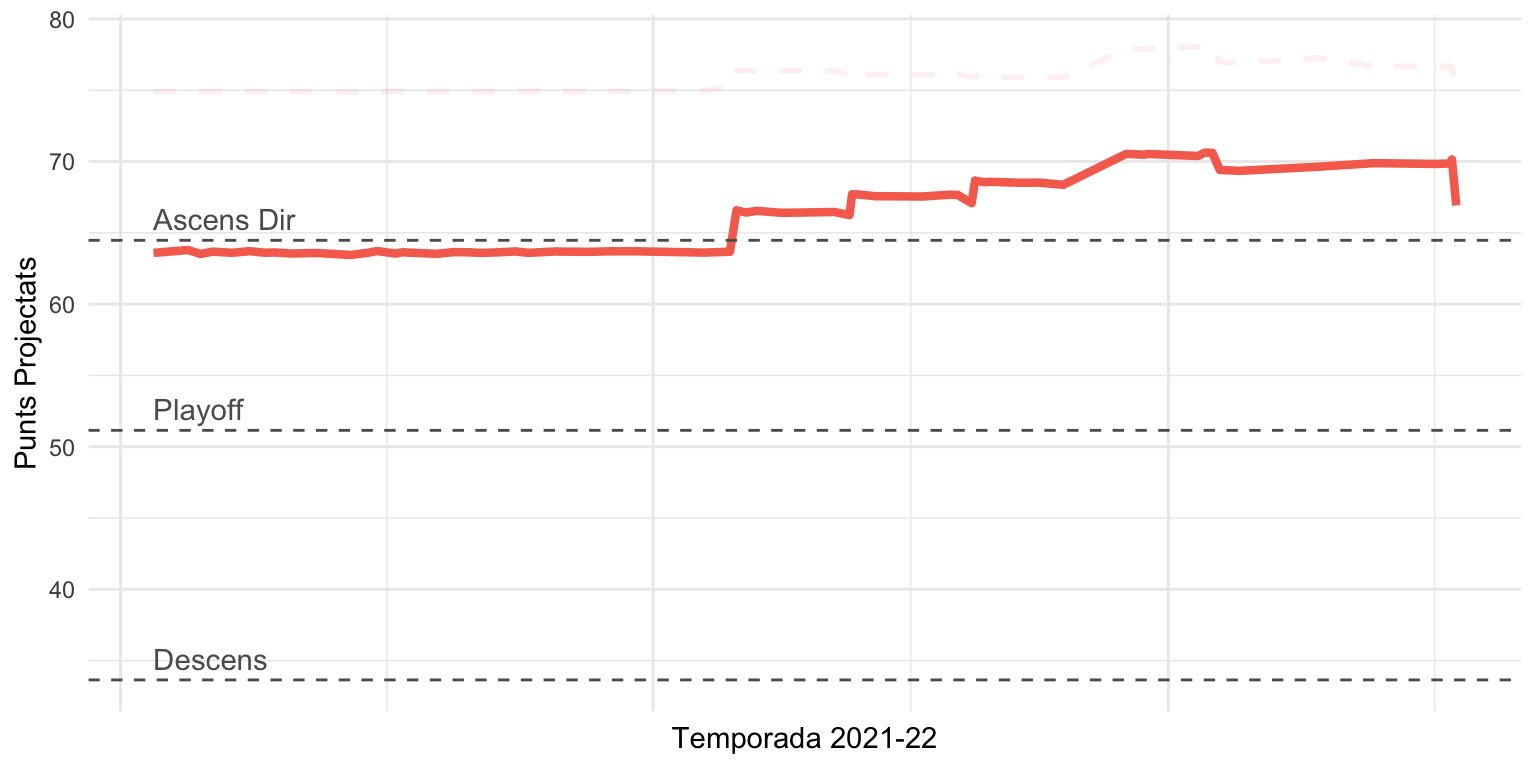 80
70
Ascens Dir
60
Punts Projectats
Playoff
50
40
Descens
Temporada 2021-22